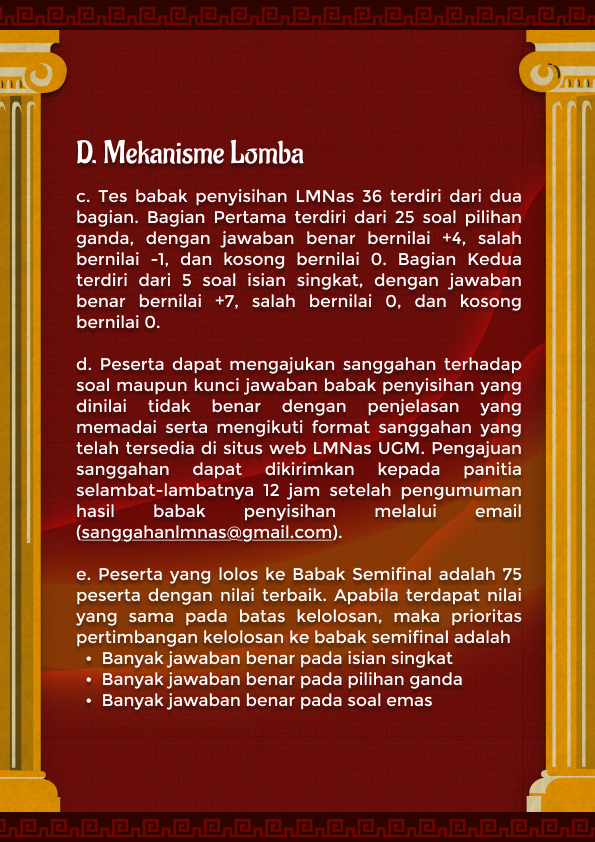 D. Mekanisme Lomba
c. Tes babak penyisihan LMNas 36 terdiri dari dua
bagian. Bagian Pertama terdiri dari 25 soal pilihan
ganda, dengan jawaban benar bernilai +4, salah
bernilai -1, dan kosong bernilai 0. Bagian Kedua
terdiri dari 5 soal isian singkat, dengan jawaban
benar bernilai +7, salah bernilai 0, dan kosong
bernilai 0.
d. Peserta dapat mengajukan sanggahan terhadap
soal maupun kunci jawaban babak penyisihan yang
dinilai tidak benar dengan penjelasan yang
memadai serta mengikuti format sanggahan yang
telah tersedia di situs web LMNas UGM. Pengajuan
sanggahan dapat dikirimkan kepada panitia
selambat-lambatnya 12 jam setelah pengumuman
hasil babak penyisihan melalui email
(sanggahanlmnas@gmail.com).
e. Peserta yang lolos ke Babak Semifinal adalah 75
peserta dengan nilai terbaik. Apabila terdapat nilai
yang sama pada batas kelolosan, maka prioritas
pertimbangan kelolosan ke babak semifinal adalah
• Banyak jawaban benar pada isian singkat
• Banyak jawaban benar pada pilihan ganda
• Banyak jawaban benar pada soal emas